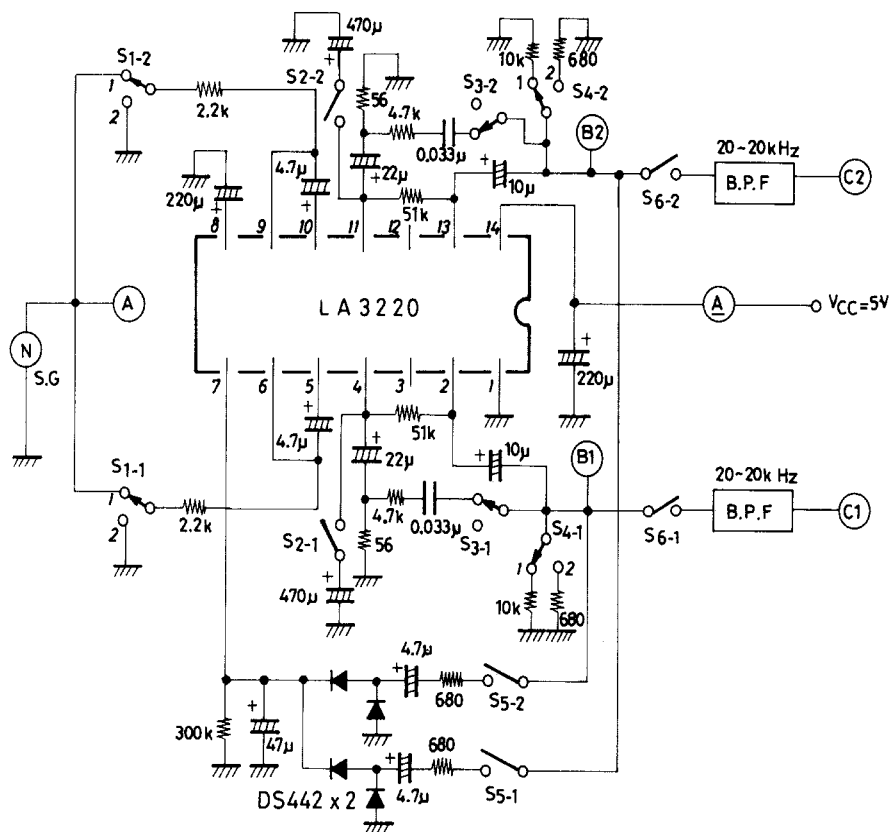 470μ
+
10k
680
S1-2
1
2
2.2k
S2-2
56
4.7k
S3-2
0.033μ
1
2
S4-2
B2
20~20k Hz
B.P.F
C2
S6-2
220μ
+
4.7μ
+
22μ
+
51k
+
10μ
8
9
10
11
12
13
14
LA3220
A
A
VCC=5V
N
S.G
220μ
+
7
6
5
4
3
2
1
4.7μ
+
51k
+
22μ
+
10μ
B1
20~20k Hz
B.P.F
C1
S6-1
S1-1
1
2
2.2k
S2-1
56
4.7k
0.033μ
S3-1
S4-1
1
2
10k
680
470μ
+
4.7μ
+
680
S5-2
300k
+
47μ
+
4.7μ
680
S5-1
DS442 x 2